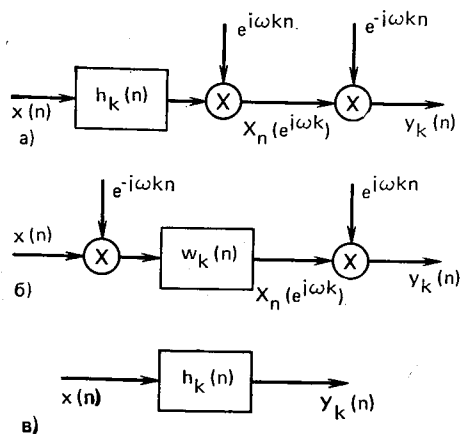 e^iωkn e^-iωkn
x(n) h_k(n) X X
X_n(e^iωk) y_k(n)
а)
e^-iωkn e^iωkn
x(n) X w_k(n) X
X_n(e^iωk) y_k(n)
б)
h_k(n)
x(n) y_k(n)
в)